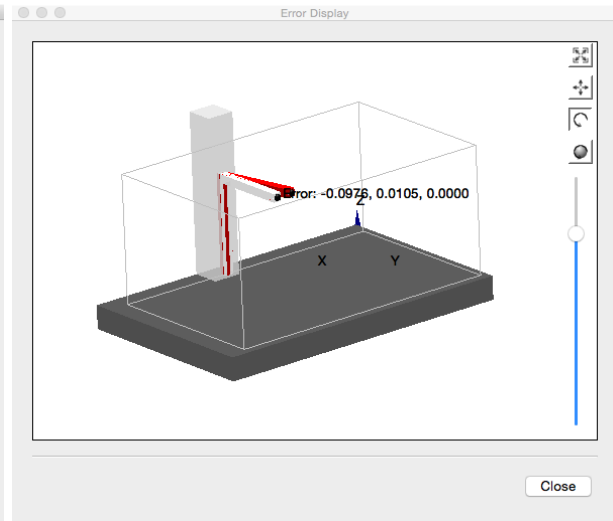 Error Display
Error: -0.0976, 0.0105, 0.0000
Z
X
Y
Close